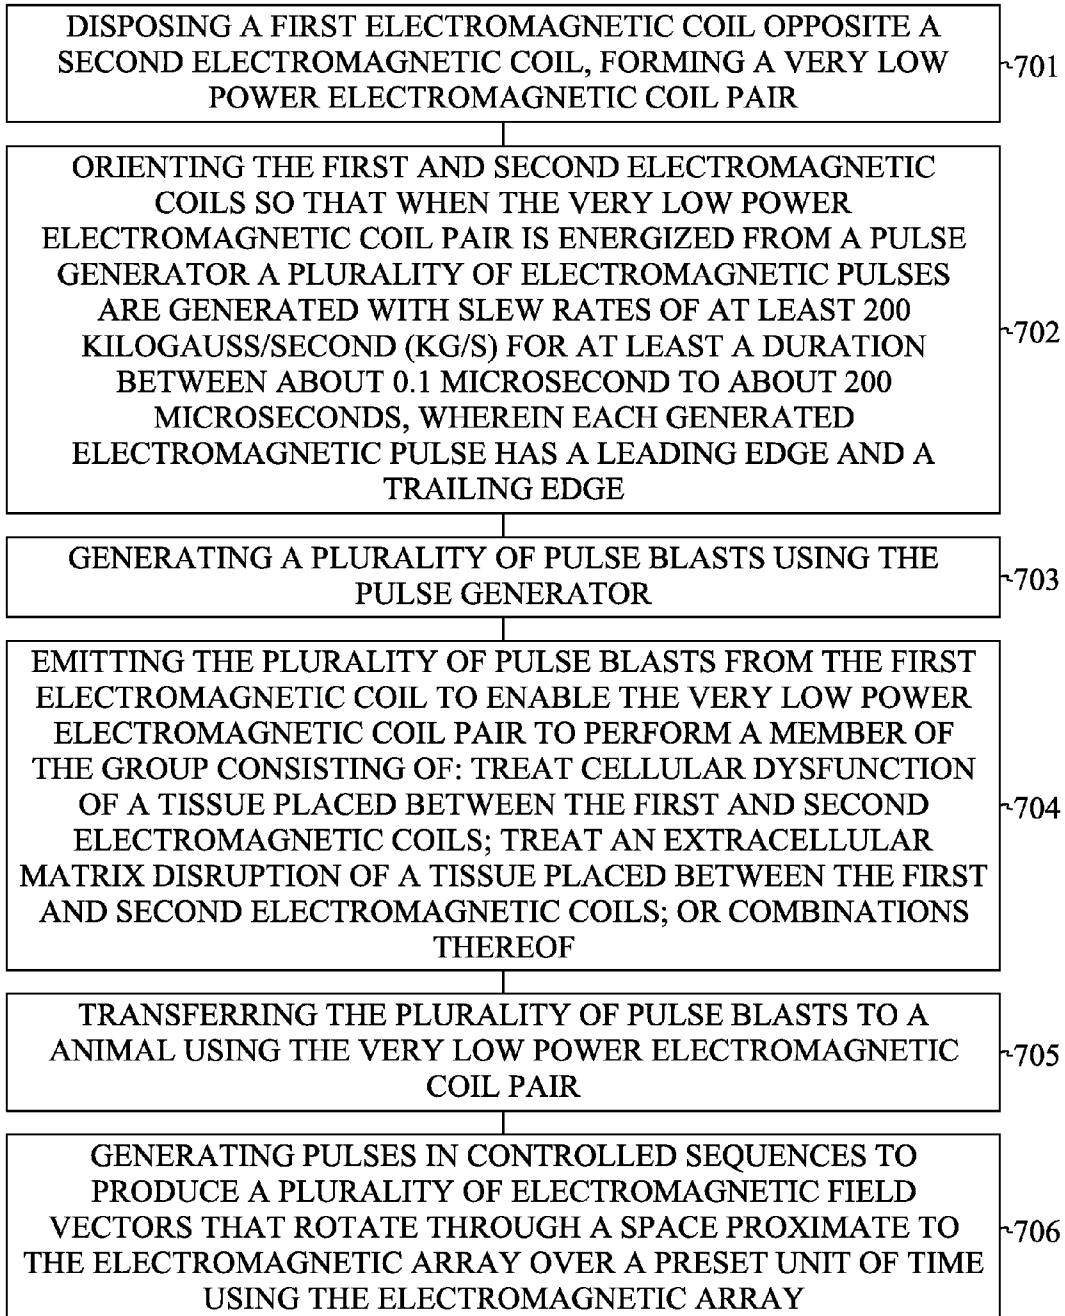 DISPOSING A FIRST ELECTROMAGNETIC COIL OPPOSITE A
SECOND ELECTROMAGNETIC COIL, FORMING A VERY LOW
POWER ELECTROMAGNETIC COIL PAIR
701
ORIENTING THE FIRST AND SECOND ELECTROMAGNETIC
COILS SO THAT WHEN THE VERY LOW POWER
ELECTROMAGNETIC COIL PAIR IS ENERGIZED FROM A PULSE
GENERATOR A PLURALITY OF ELECTROMAGNETIC PULSES
ARE GENERATED WITH SLEW RATES OF AT LEAST 200
KILOGAUSS/SECOND (KG/S) FOR AT LEAST A DURATION
BETWEEN ABOUT 0.1 MICROSECOND TO ABOUT 200
MICROSECONDS, WHEREIN EACH GENERATED
ELECTROMAGNETIC PULSE HAS A LEADING EDGE AND A
TRAILING EDGE
702
GENERATING A PLURALITY OF PULSE BLASTS USING THE
PULSE GENERATOR
703
EMITTING THE PLURALITY OF PULSE BLASTS FROM THE FIRST
ELECTROMAGNETIC COIL TO ENABLE THE VERY LOW POWER
ELECTROMAGNETIC COIL PAIR TO PERFORM A MEMBER OF
THE GROUP CONSISTING OF: TREAT CELLULAR DYSFUNCTION
OF A TISSUE PLACED BETWEEN THE FIRST AND SECOND
ELECTROMAGNETIC COILS; TREAT AN EXTRACELLULAR
MATRIX DISRUPTION OF A TISSUE PLACED BETWEEN THE FIRST
AND SECOND ELECTROMAGNETIC COILS; OR COMBINATIONS
THEREOF
704
TRANSFERRING THE PLURALITY OF PULSE BLASTS TO A
ANIMAL USING THE VERY LOW POWER ELECTROMAGNETIC
COIL PAIR
705
GENERATING PULSES IN CONTROLLED SEQUENCES TO
PRODUCE A PLURALITY OF ELECTROMAGNETIC FIELD
VECTORS THAT ROTATE THROUGH A SPACE PROXIMATE TO
THE ELECTROMAGNETIC ARRAY OVER A PRESET UNIT OF TIME
USING THE ELECTROMAGNETIC ARRAY
706